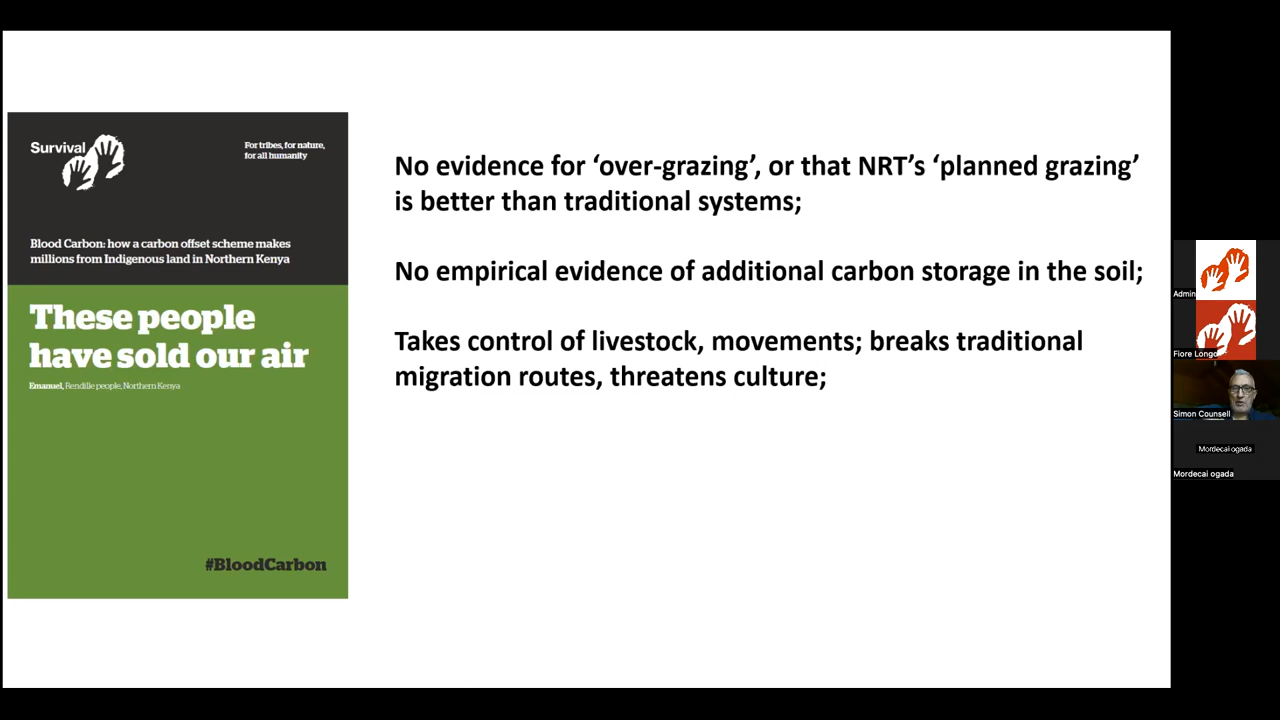 Survival
For tribes, for nature,
for all humanity
Blood Carbon: how a carbon offset scheme makes
millions from Indigenous land in Northern Kenya
These people
have sold our air
Emanuel, Rendille people, Northern Kenya
#BloodCarbon
No evidence for ‘over-grazing’, or that NRT’s ‘planned grazing’
is better than traditional systems;
No empirical evidence of additional carbon storage in the soil;
Takes control of livestock, movements; breaks traditional
migration routes, threatens culture;
Admin
Fiore Longo
Simon Counsell
Mordecai ogada
Mordecai ogada